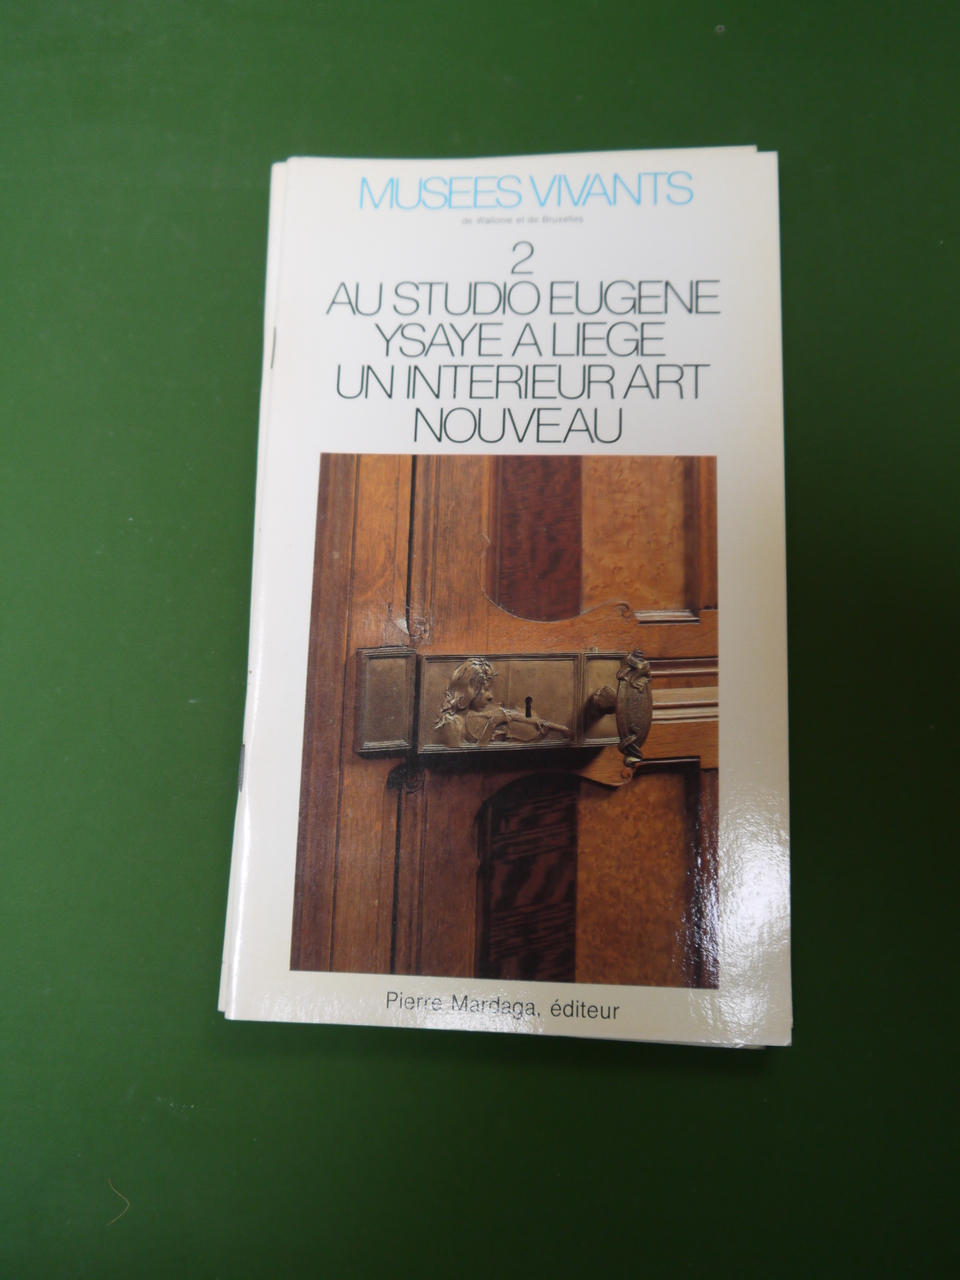 MUSEES VIVANTS
de Wallonie et de Bruxelles
2
AU STUDIO EUGENE
YSAYE A LIEGE
UN INTERIEUR ART
NOUVEAU
Pierre Mardaga, éditeur